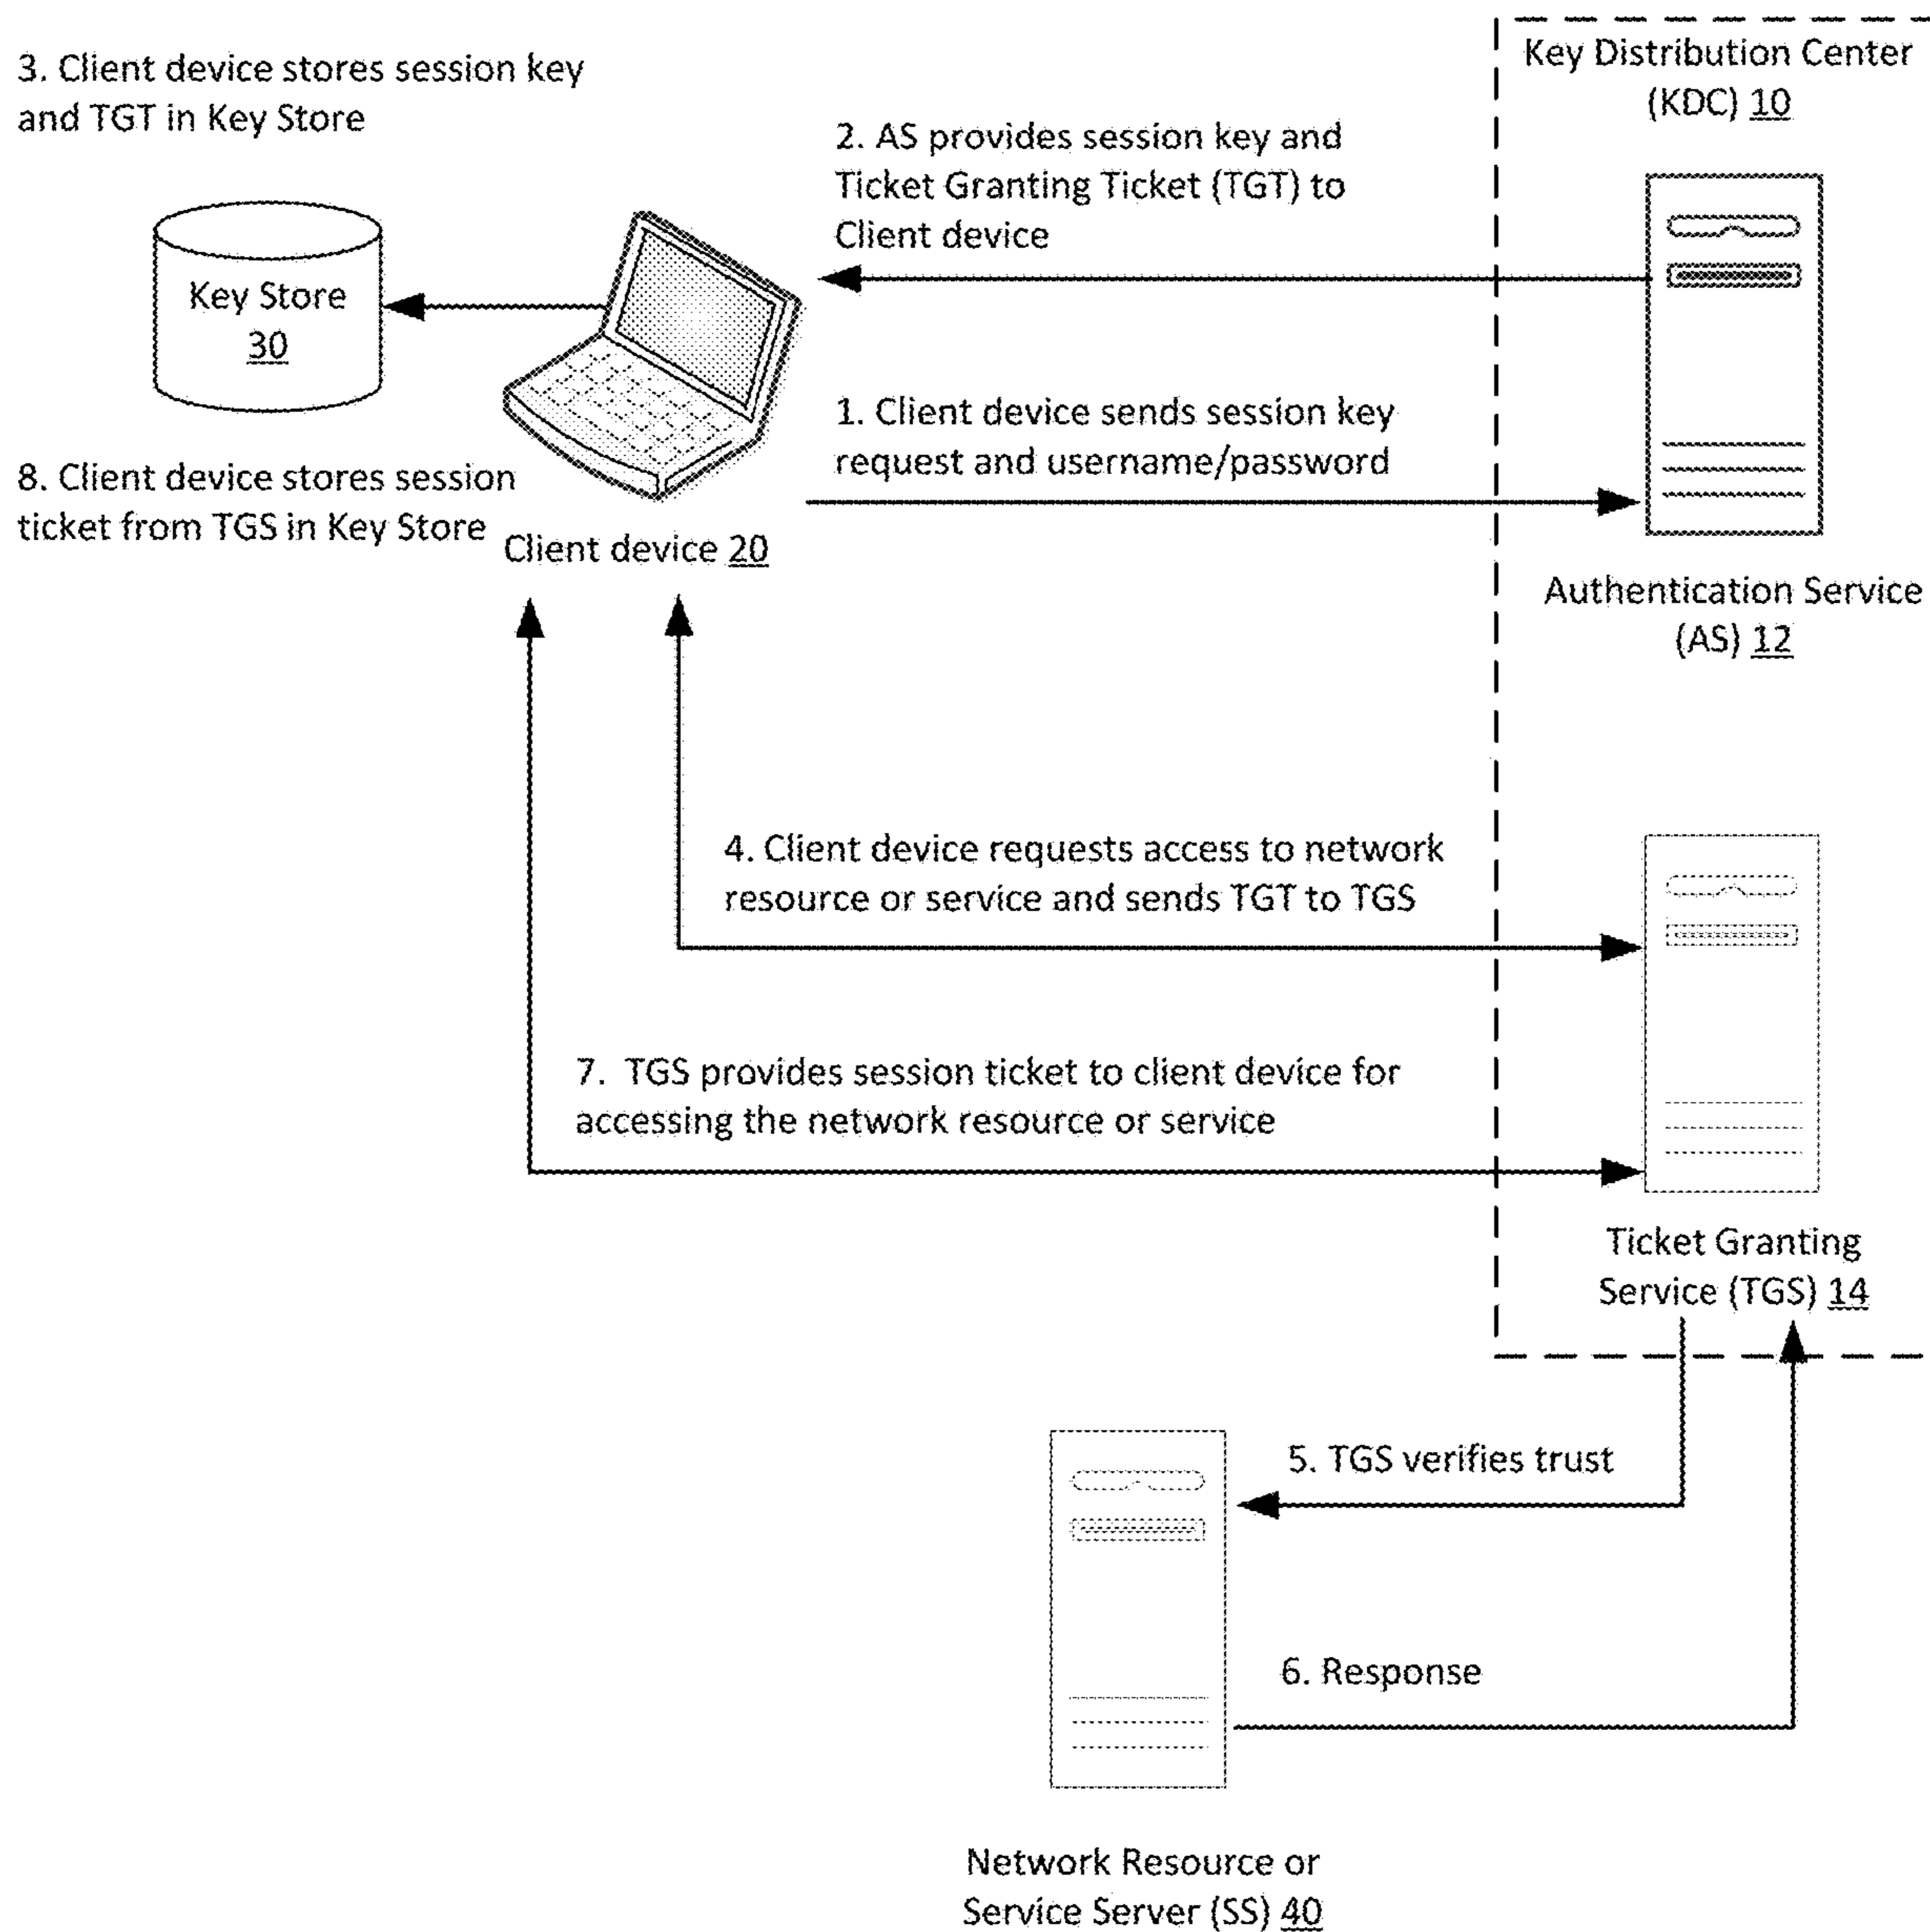 3. Client device stores session key
and TGT in Key Store
Key Distribution Center
(KDC) 10
2. AS provides session key and
Ticket Granting Ticket (TGT) to
Client device
Key Store
30
1. Client device sends session key
request and username/password
8. Client device stores session
ticket from TGS in Key Store
Client device 20
Authentication Service
(AS) 12
4. Client device requests access to network
resource or service and sends TGT to TGS
7. TGS provides session ticket to client device for
accessing the network resource or service
Ticket Granting
Service (TGS) 14
5. TGS verifies trust
6. Response
Network Resource or
Service Server (SS) 40